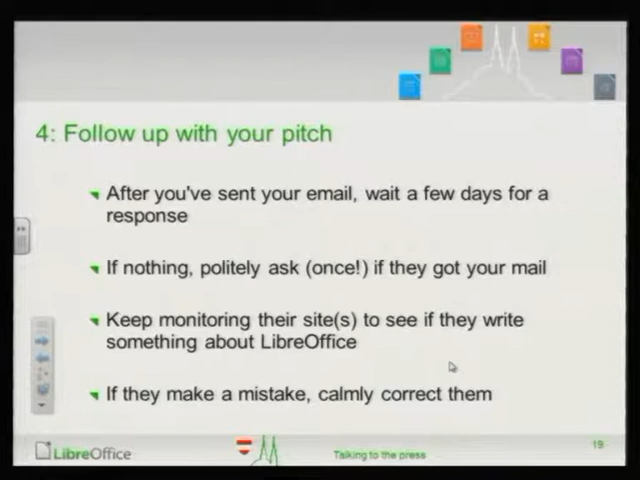 4: Follow up with your pitch
After you've sent your email, wait a few days for a
response
If nothing, politely ask (once!) if they got your mail
Keep monitoring their site(s) to see if they write
something about LibreOffice
If they make a mistake, calmly correct them
LibreOffice
Talking to the press
19